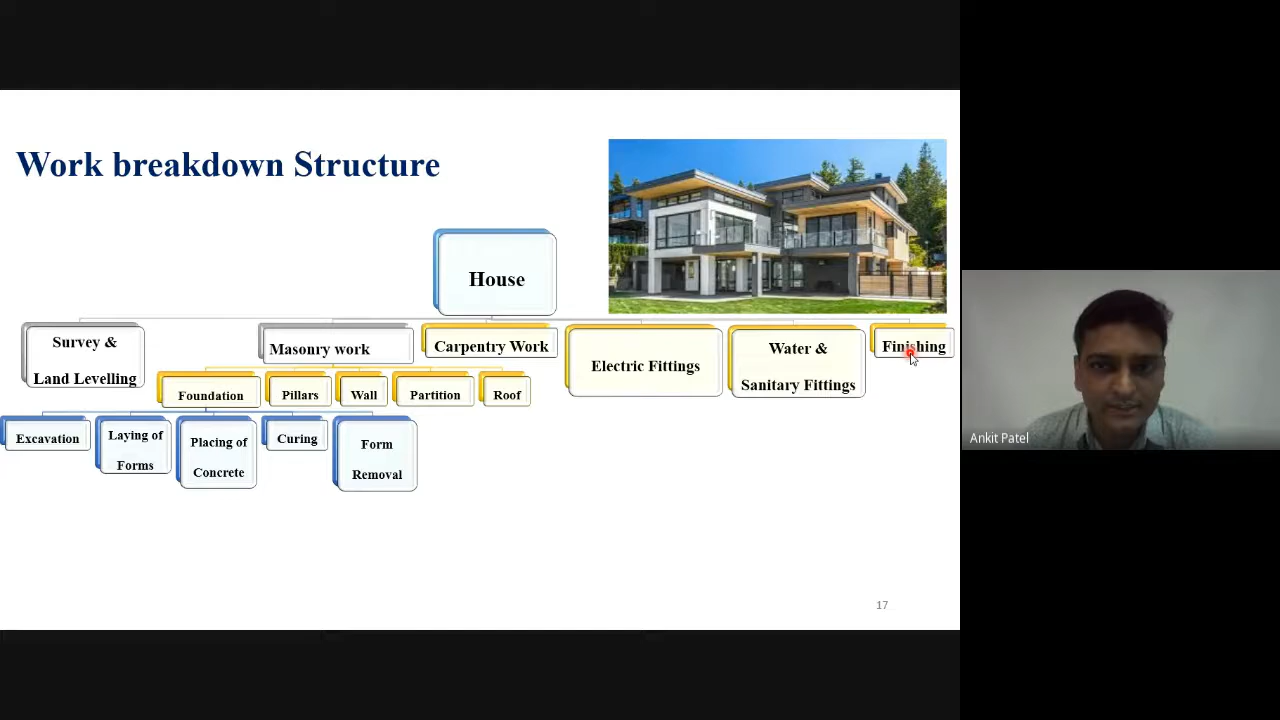 Work breakdown Structure
House
Survey &
Land Levelling
Masonry work
Carpentry Work
Electric Fittings
Water &
Sanitary Fittings
Finishing
Foundation
Pillars
Wall
Partition
Roof
Excavation
Laying of
Forms
Placing of
Concrete
Curing
Form
Removal
17
Ankit Patel